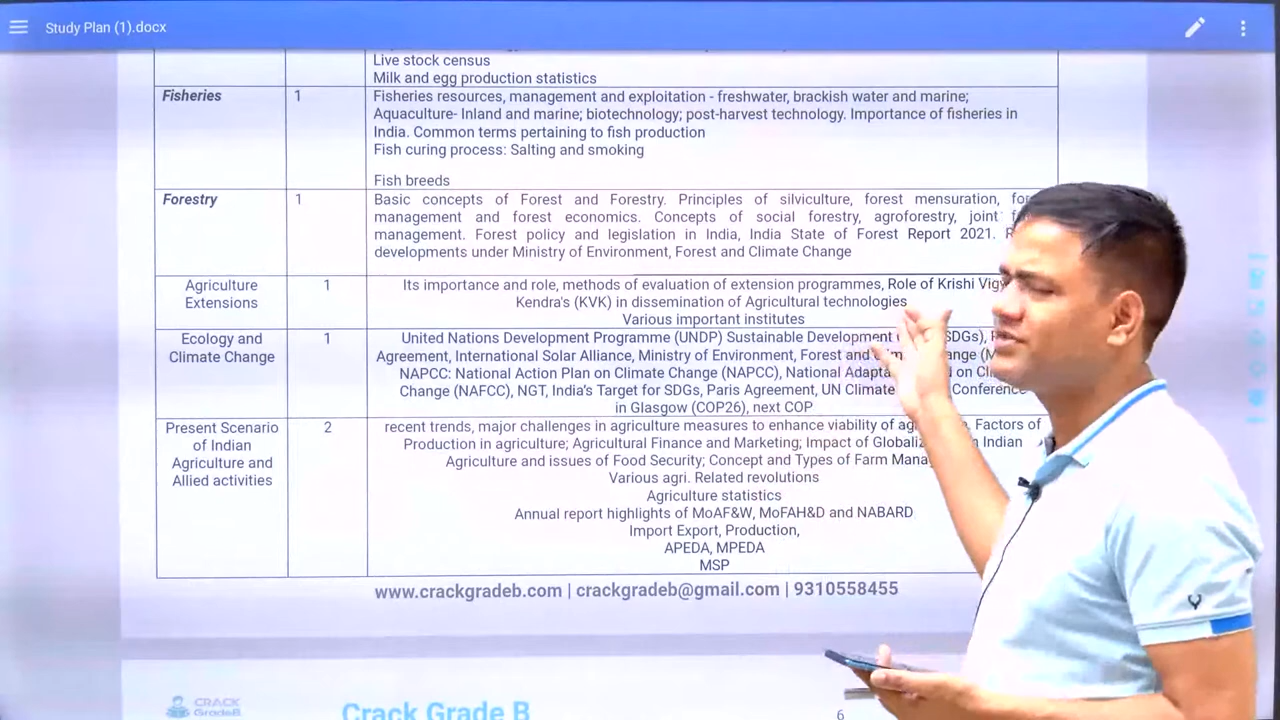 Study Plan (1).docx
Live stock census
Milk and egg production statistics
Fisheries
1
Fisheries resources, management and exploitation - freshwater, brackish water and marine;
Aquaculture- Inland and marine; biotechnology; post-harvest technology. Importance of fisheries in
India. Common terms pertaining to fish production
Fish curing process: Salting and smoking
Fish breeds
Forestry
1
Basic concepts of Forest and Forestry. Principles of silviculture, forest mensuration,
management and forest economics. Concepts of social forestry, agroforestry, joint
management. Forest policy and legislation in India, India State of Forest Report 2021.
developments under Ministry of Environment, Forest and Climate Change
Agriculture
Extensions
1
Its importance and role, methods of evaluation of extension programmes, Role of Krishi
Kendra's (KVK) in dissemination of Agricultural technologies
Various important institutes
Ecology and
Climate Change
1
United Nations Development Programme (UNDP) Sustainable Development SDGs),
Agreement, International Solar Alliance, Ministry of Environment, Forest and
NAPCC: National Action Plan on Climate Change (NAPCC), National on
Change (NAFCC), NGT, India's Target for SDGs, Paris Agreement, UN Climate Conference
in Glasgow (COP26), next COP
Present Scenario
of Indian
Agriculture and
Allied activities
2
recent trends, major challenges in agriculture measures to enhance viability of Factors of
Production in agriculture; Agricultural Finance and Marketing; Impact of Indian
Agriculture and issues of Food Security; Concept and Types of Farm
Various agri. Related revolutions
Agriculture statistics
Annual report highlights of MoAF&W, MoFAH&D and NABARD
Import Export, Production,
APEDA, MPEDA
MSP
www.crackgradeb.com | crackgradeb@gmail.com | 9310558455
CRACK
GradeB
Crack Grade B
6